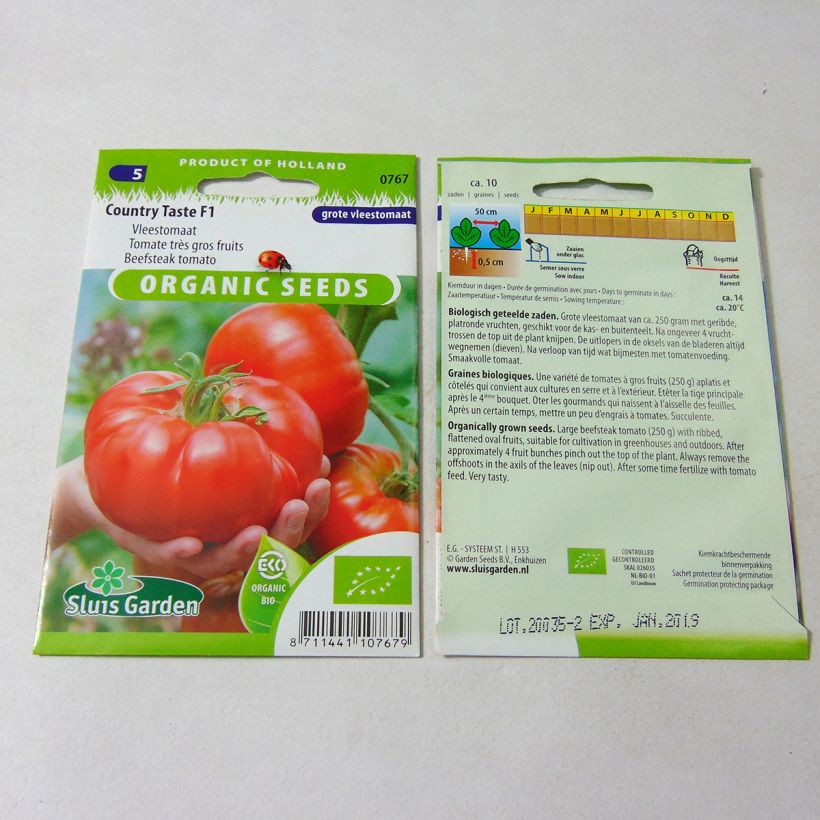 PRODUCT OF HOLLAND
5
0767
Country Taste F1
grote vleestomaat
Vleestomaat
Tomate très gros fruits
Beefsteak tomato
ORGANIC SEEDS
Sluis Garden
EKO
ORGANIC
BIO
8 711441 107679
ca. 10
zaden | graines | seeds
50 cm
0,5 cm
J F M A M J J A S O N D
Zaaien
onder glas
Semer sous verre
Sow indoor
Oogsttijd
Récolte
Harvest
Kiemduur in dagen • Durée de germination avec jours • Days to germinate in days : ca. 14
Zaaitemperatuur • Température de semis • Sowing temperature : ca. 20°C
Biologisch geteelde zaden. Grote vleestomaat van ca. 250 gram met geribde,
platronde vruchten, geschikt voor de kas- en buitenteelt. Na ongeveer 4 vrucht-
trossen de top uit de plant knijpen. De uitlopers in de oksels van de bladeren altijd
wegnemen (dieven). Na verloop van tijd wat bijmesten met tomatenvoeding.
Smaakvolle tomaat.
Graines biologiques. Une variété de tomates à gros fruits (250 g) aplatis et
côtelés qui convient aux cultures en serre et à l'exterieur. Etêter la tige principale
après le 4ième bouquet. Oter les gourmands qui naissent à l'aisselle des feuilles.
Après un certain temps, mettre un peu d'engrais à tomates. Succulente.
Organically grown seeds. Large beefsteak tomato (250 g) with ribbed,
flattened oval fruits, suitable for cultivation in greenhouses and outdoors. After
approximately 4 fruit bunches pinch out the top of the plant. Always remove the
offshoots in the axils of the leaves (nip out). After some time fertilize with tomato
feed. Very tasty.
E.G. - SYSTEEM ST. | H 553
© Garden Seeds B.V., Enkhuizen
www.sluisgarden.nl
CONTROLLED
GECONTROLEERD
SKAL 026035
NL-BIO-01
EU Landbouw
Kiemkrachtbeschermende
binnenverpakking
Sachet protecteur de la germination
Germination protecting package
LOT.20035-2 EXP. JAN.2019